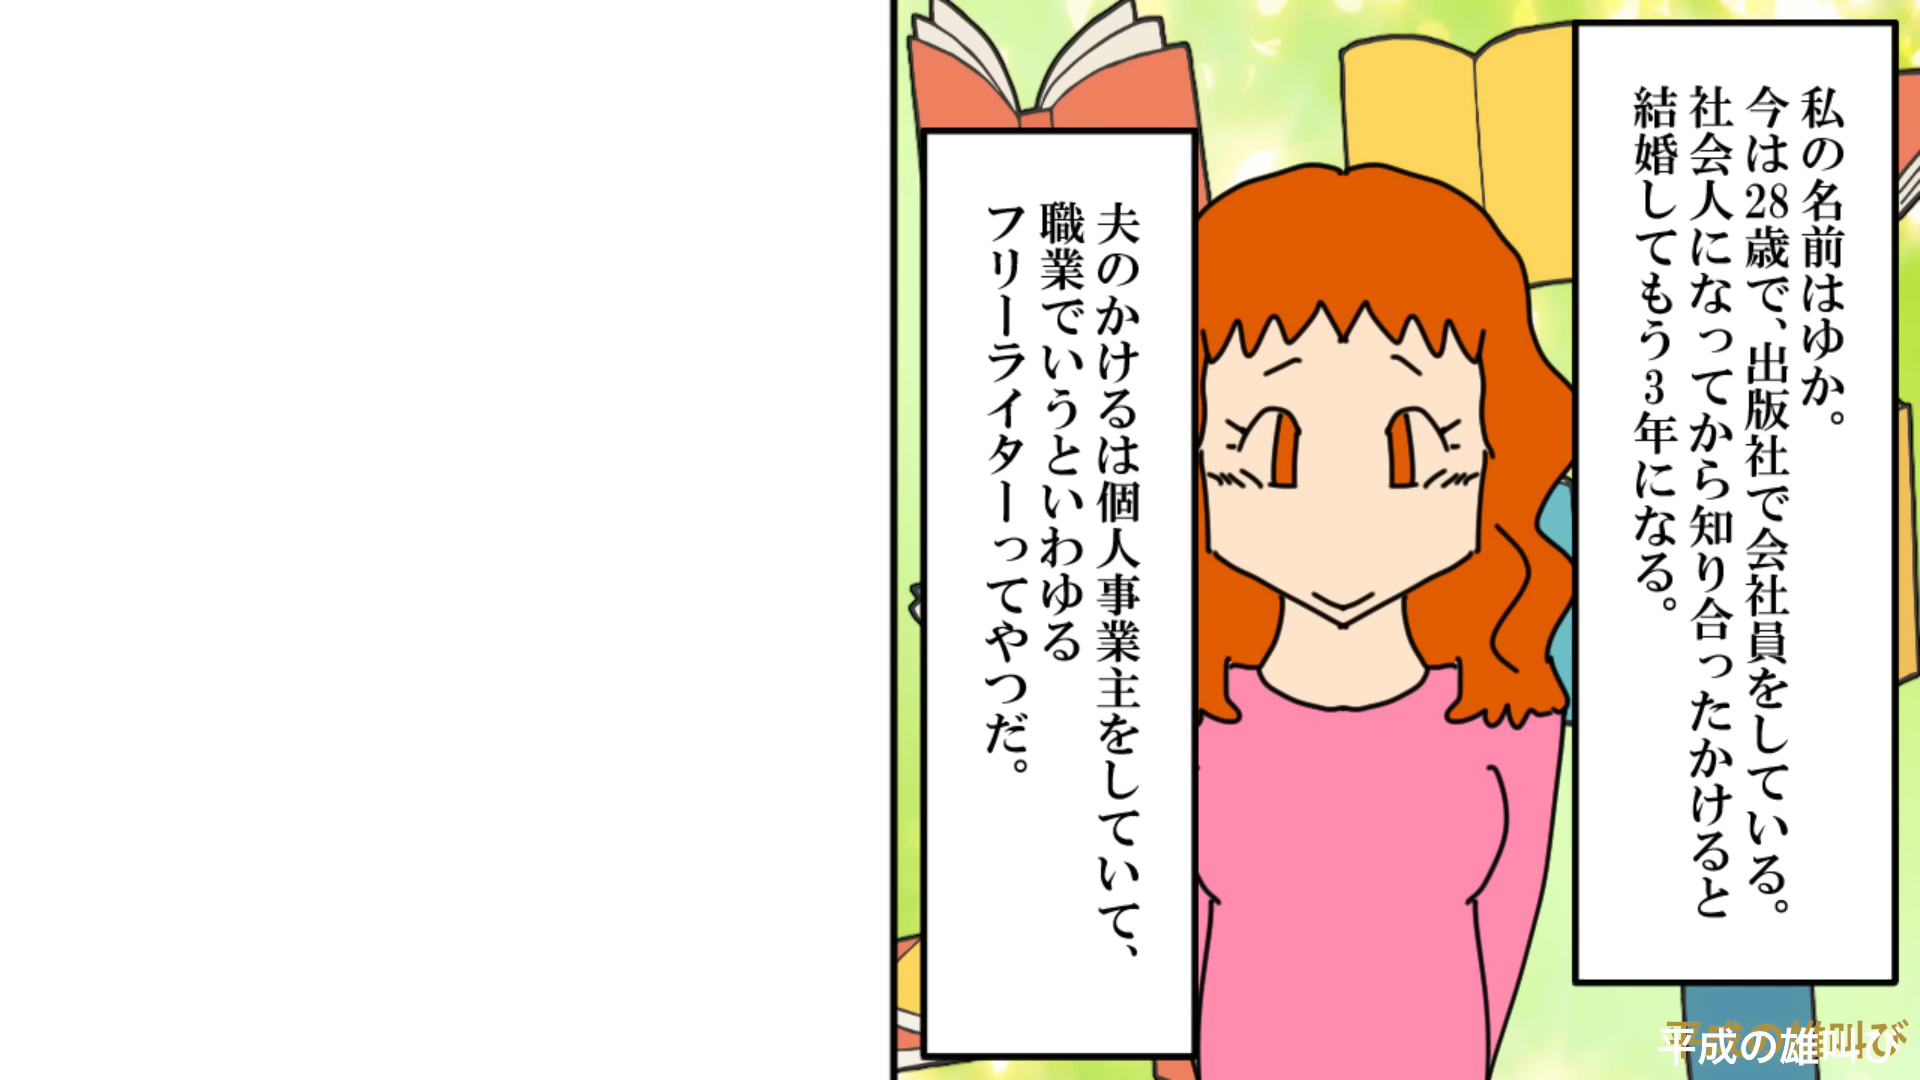 私の名前はゆか。
今は28歳で、出版社で会社員をしている。
社会人になってから知り合ったかけると
結婚してもう3年になる。
夫のかけるは個人事業主をしていて、
職業でいうといわゆる
フリーライターってやつだ。
平成の雄叫び